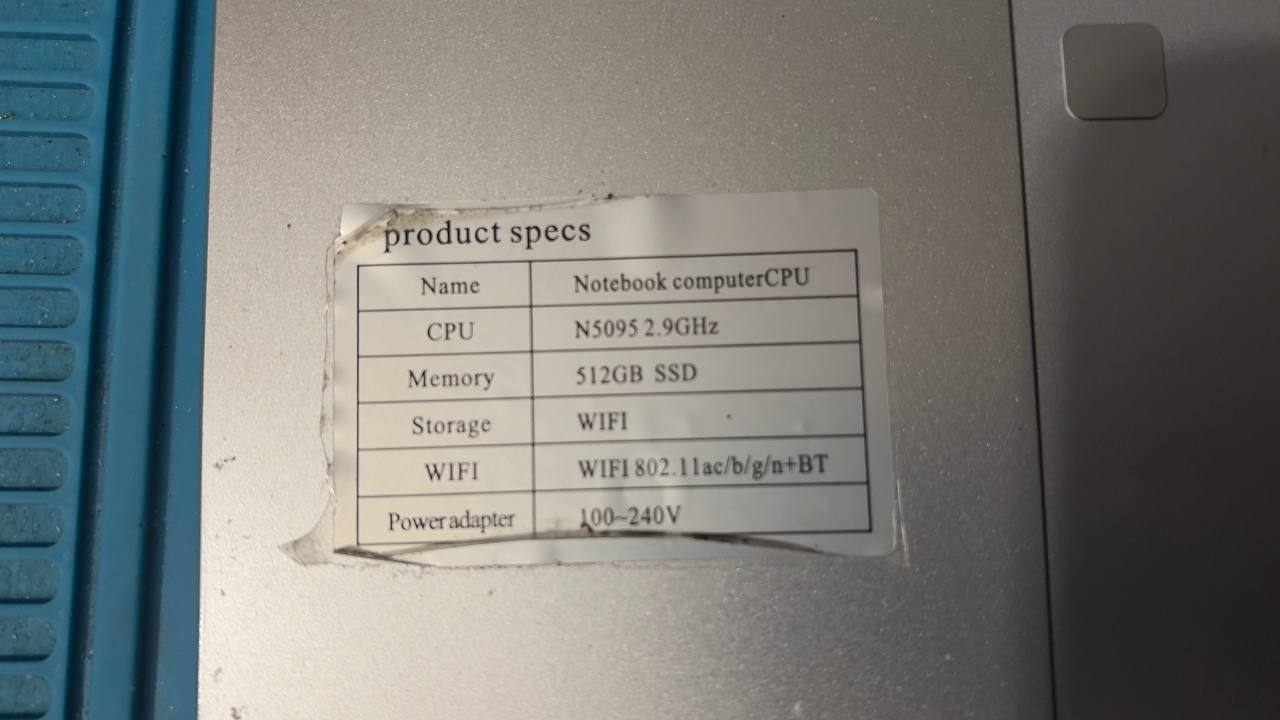 product specs
Name Notebook computerCPU
CPU N5095 2.9GHz
Memory 512GB SSD
Storage WIFI
WIFI WIFI 802.11ac/b/g/n+BT
Power adapter 100~240V